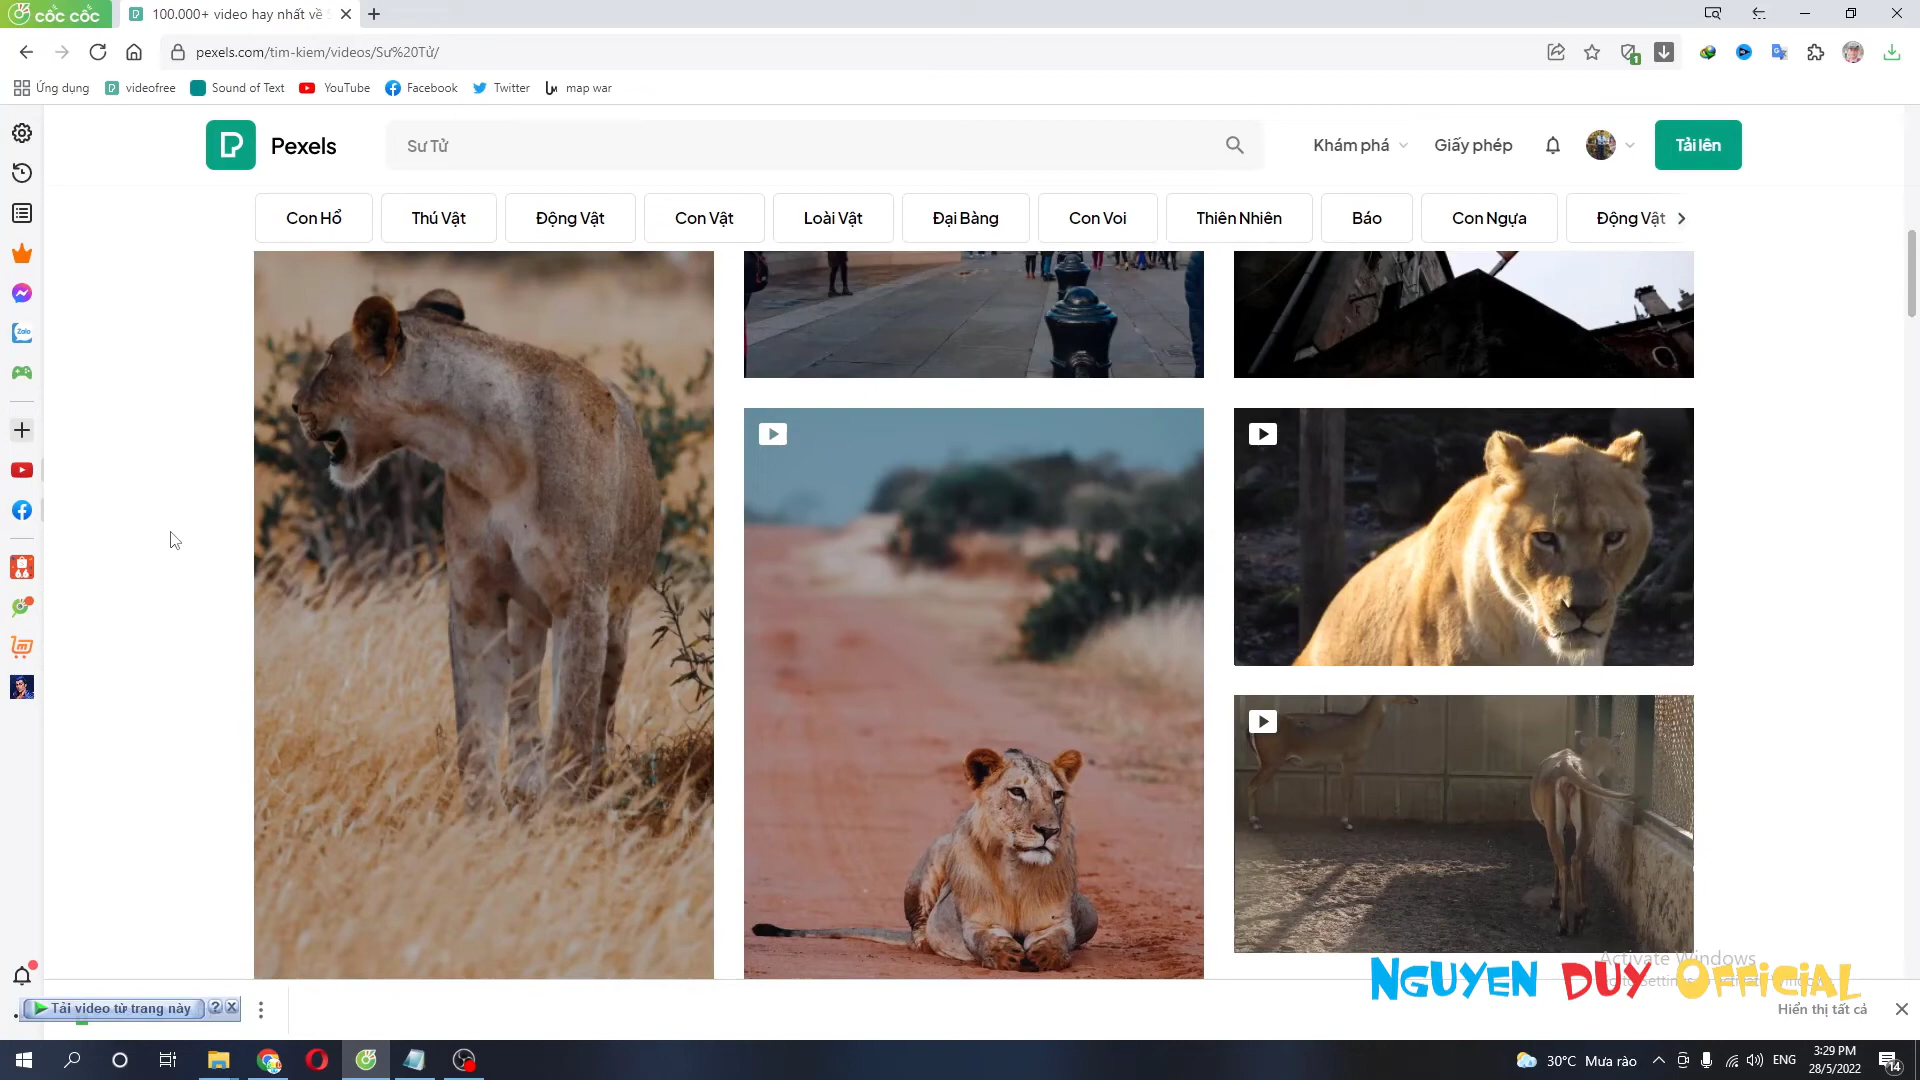 cốc cốc
100.000+ video hay nhất về
pexels.com/tim-kiem/videos/Sư%20Tử/
Ứng dụng
videofree
Sound of Text
YouTube
Facebook
Twitter
map war
Pexels
Sư Tử
Khám phá
Giấy phép
Tải lên
Con Hổ
Thú Vật
Động Vật
Con Vật
Loài Vật
Đại Bàng
Con Voi
Thiên Nhiên
Báo
Con Ngựa
Động Vật
Zalo
Activate Windows
NGUYEN DUY OFFICIAL
Tải video từ trang này
Hiển thị tất cả
30°C Mưa rào
ENG
3:29 PM
28/5/2022
14